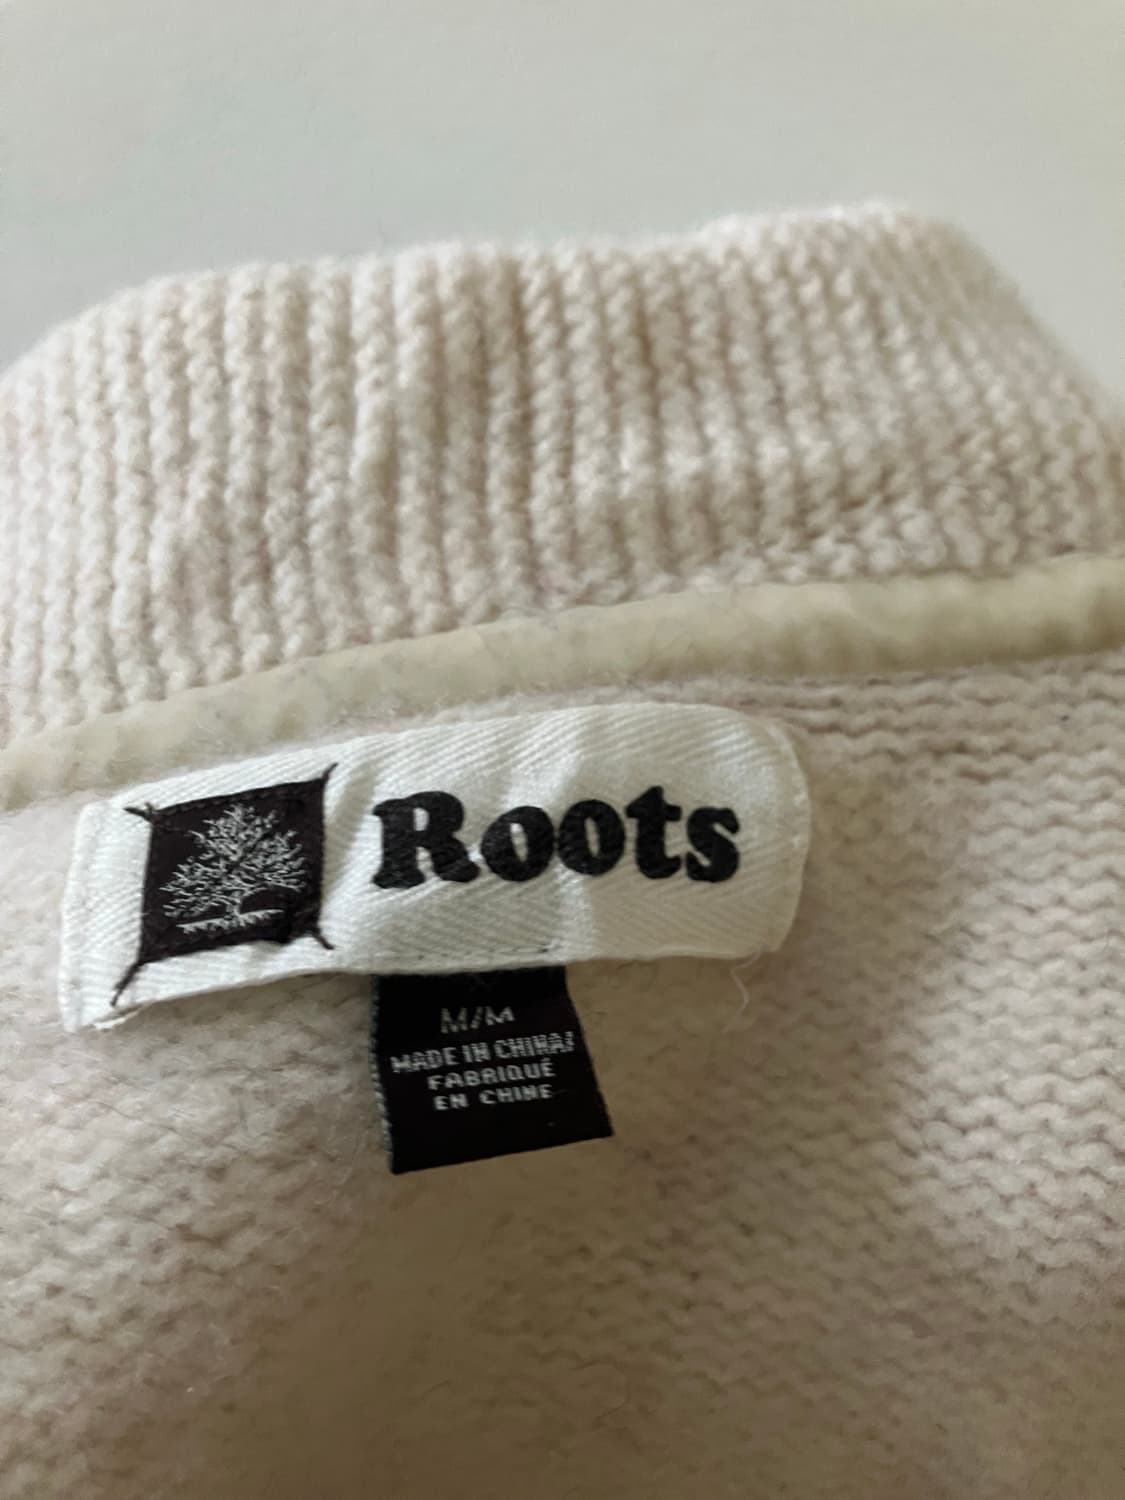 Roots
M/M
MADE IN CHINA/
FABRIQUÉ
EN CHINE